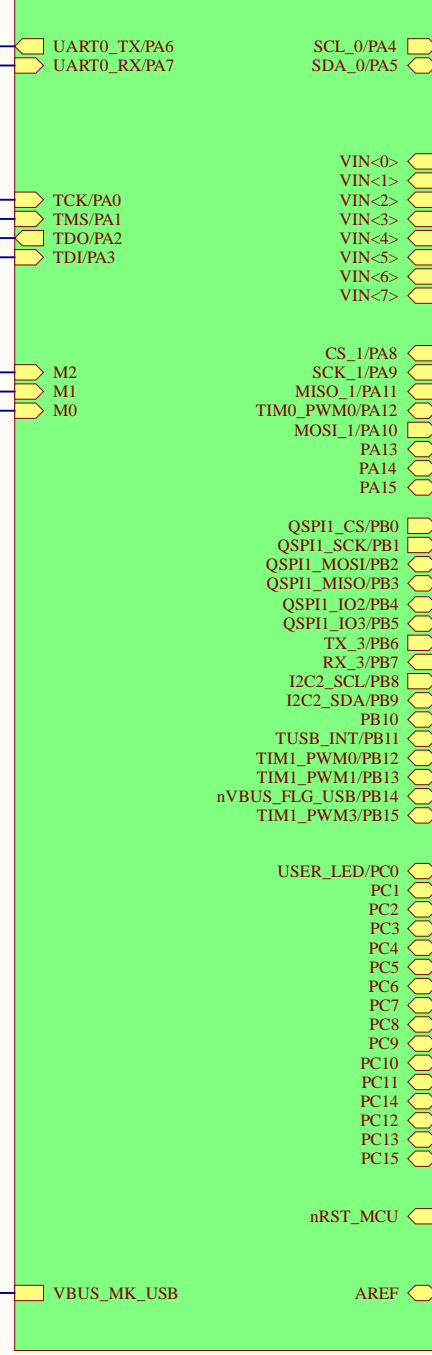 UART0_TX/PA6 SCL_0/PA4
UART0_RX/PA7 SDA_0/PA5
VIN<0>
VIN<1>
TCK/PA0 VIN<2>
TMS/PA1 VIN<3>
TDO/PA2 VIN<4>
TDI/PA3 VIN<5>
VIN<6>
VIN<7>
CS_1/PA8
M2 SCK_1/PA9
M1 MISO_1/PA11
M0 TIM0_PWM0/PA12
MOSI_1/PA10
PA13
PA14
PA15
QSPI1_CS/PB0
QSPI1_SCK/PB1
QSPI1_MOSI/PB2
QSPI1_MISO/PB3
QSPI1_IO2/PB4
QSPI1_IO3/PB5
TX_3/PB6
RX_3/PB7
I2C2_SCL/PB8
I2C2_SDA/PB9
PB10
TUSB_INT/PB11
TIM1_PWM0/PB12
TIM1_PWM1/PB13
nVBUS_FLG_USB/PB14
TIM1_PWM3/PB15
USER_LED/PC0
PC1
PC2
PC3
PC4
PC5
PC6
PC7
PC8
PC9
PC10
PC11
PC14
PC12
PC13
PC15
nRST_MCU
VBUS_MK_USB AREF